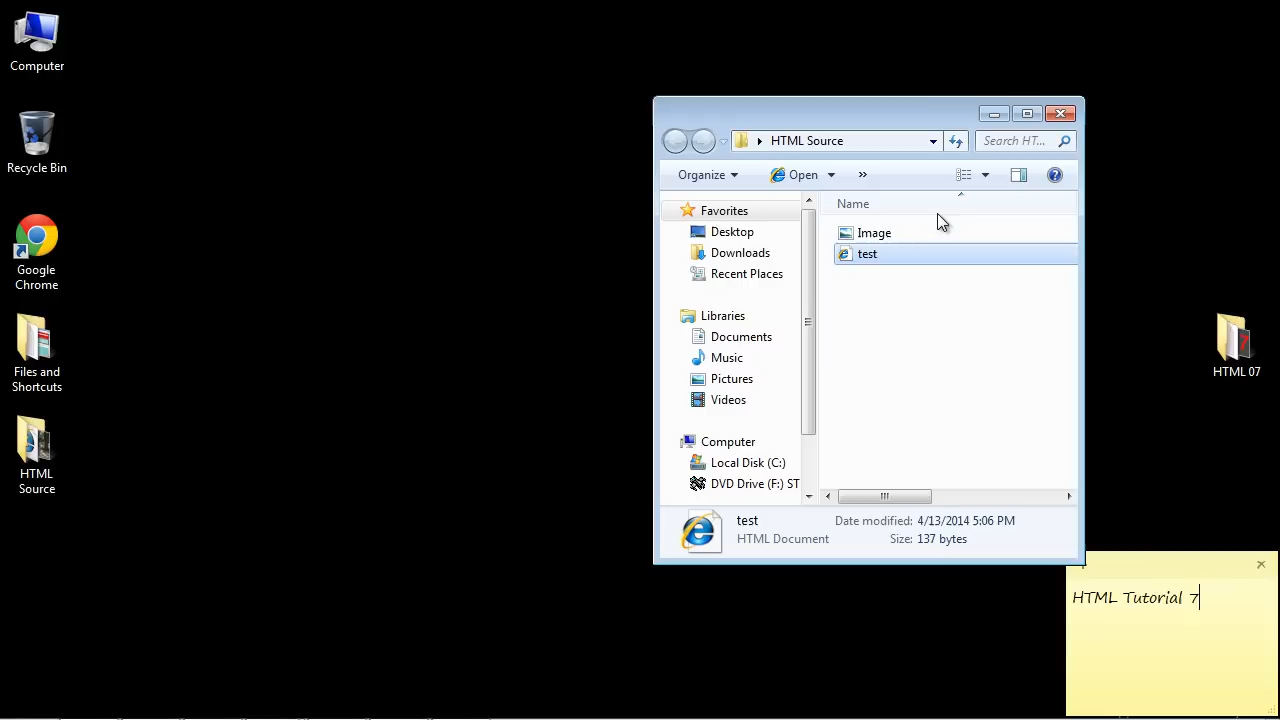 Computer
Recycle Bin
Google
Chrome
Files and
Shortcuts
HTML
Source
HTML Source
Search HT...
Organize
Open
»
Name
Favorites
Desktop
Downloads
Recent Places
Libraries
Documents
Music
Pictures
Videos
Computer
Local Disk (C:)
DVD Drive (F:) ST
Image
test
test
HTML Document
Date modified: 4/13/2014 5:06 PM
Size: 137 bytes
7
HTML 07
HTML Tutorial 7